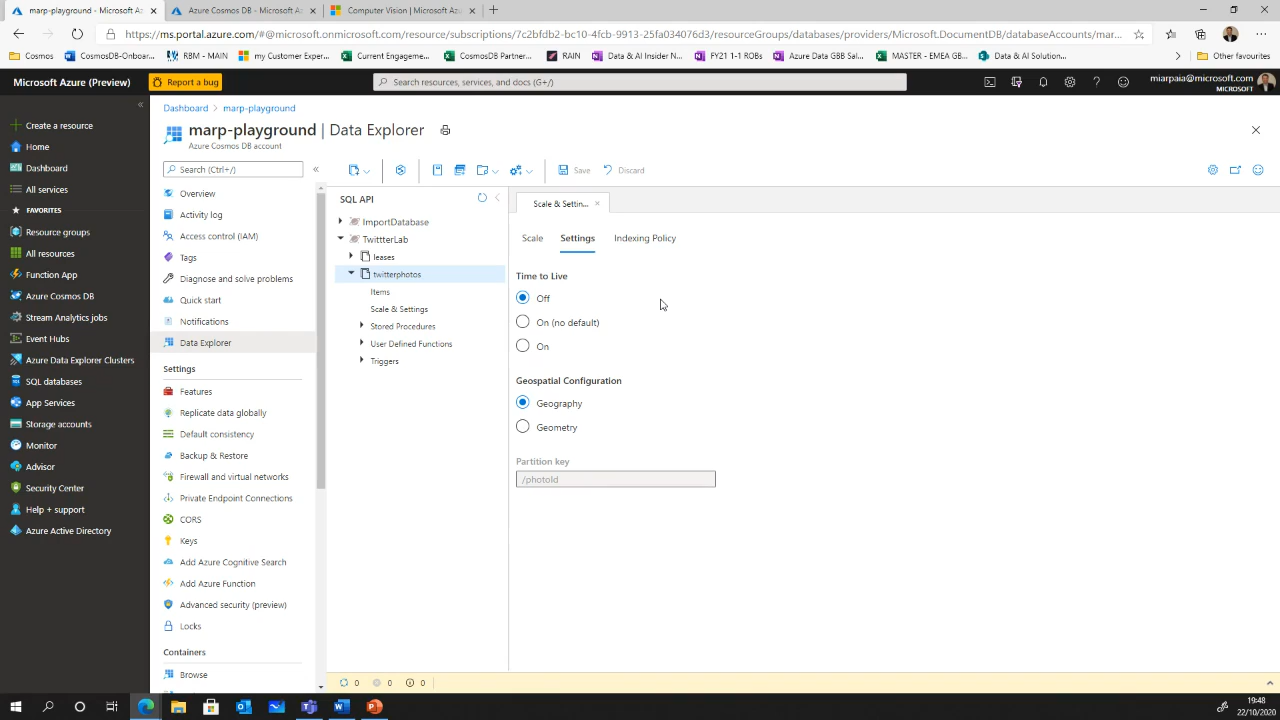 marp-playground - Cosmos DB A...
Azure Cosmos DB - Microsoft Az...
Computer Vision | Microsoft Azu...
https://ms.portal.azure.com/#@microsoft.onmicrosoft.com/resource/subscriptions/7c2bfdb2-bc10-4fcb-9913-25fa034076d3/resourceGroups/databases/providers/Microsoft.DocumentDB/databaseAccounts/mar...
Cosmos
CosmosDB-Onboar...
RBM - MAIN
my Customer Exper...
Current Engageme...
CosmosDB Partner...
RAIN
Data & AI Insider N...
FY21 1-1 ROBs
Azure Data GBB Sa...
MASTER - EMEA GB...
Data & AI Solution...
Other favourites
Microsoft Azure (Preview)
Report a bug
Search resources, services, and docs (G+/)
miarpaia@microsoft.com
MICROSOFT
Create a resource
Home
Dashboard
All services
FAVORITES
Resource groups
All resources
Function App
Azure Cosmos DB
Stream Analytics jobs
Event Hubs
Azure Data Explorer Clusters
SQL databases
App Services
Storage accounts
Monitor
Advisor
Security Center
Help + support
Azure Active Directory
Dashboard > marp-playground
marp-playground | Data Explorer
Azure Cosmos DB account
Search (Ctrl+/)
Overview
Activity log
Access control (IAM)
Tags
Diagnose and solve problems
Quick start
Notifications
Data Explorer
Settings
Features
Replicate data globally
Default consistency
Backup & Restore
Firewall and virtual networks
Private Endpoint Connections
CORS
Keys
Add Azure Cognitive Search
Add Azure Function
Advanced security (preview)
Locks
Containers
Browse
Save
Discard
SQL API
ImportDatabase
TwittterLab
leases
twitterphotos
Items
Scale & Settings
Stored Procedures
User Defined Functions
Triggers
Scale & Settin...
Scale
Settings
Indexing Policy
Time to Live
Off
On (no default)
On
Geospatial Configuration
Geography
Geometry
Partition key
/photoId
0
0
0
19:48
22/10/2020